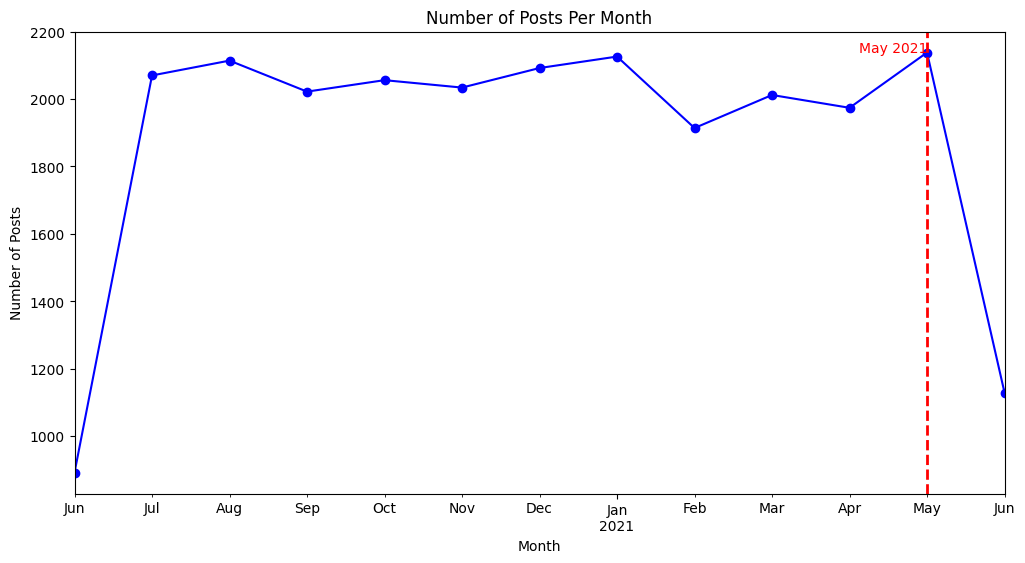 Number of Posts Per Month
2200
May 2021
2000
1800
1600
1400
1200
1000
Number of Posts
Jun Jul Aug Sep Oct Nov Dec Jan Feb Mar Apr May Jun
2021
Month